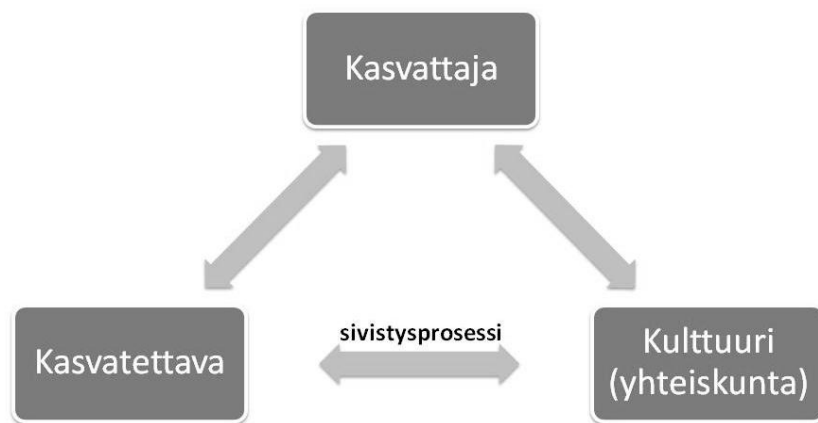 Kasvattaja
sivistysprosessi
Kasvatettava
Kulttuuri
(yhteiskunta)